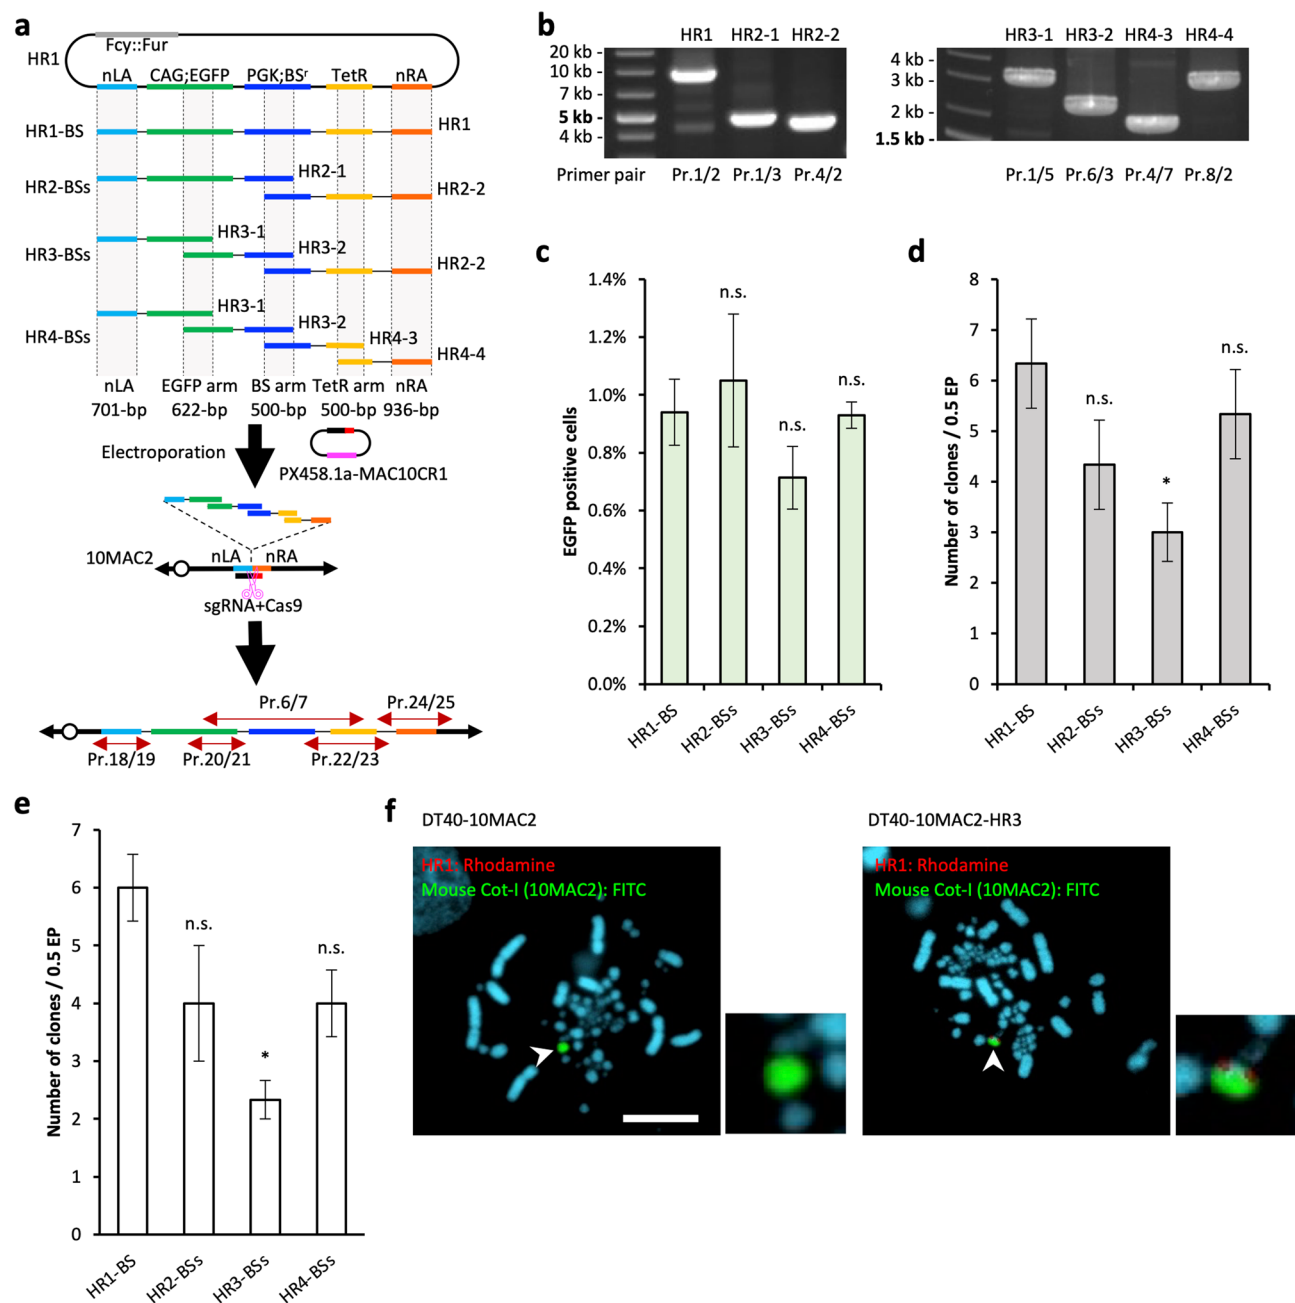 a
Fcy::Fur
HR1
nLA CAG;EGFP PGK;BSʳ TetR nRA
HR1-BS
HR1
HR2-BSs
HR2-1
HR2-2
HR3-BSs
HR3-1
HR3-2
HR2-2
HR4-BSs
HR3-1
HR3-2
HR4-3
HR4-4
nLA EGFP arm BS arm TetR arm nRA
701-bp 622-bp 500-bp 500-bp 936-bp
Electroporation
PX458.1a-MAC10CR1
10MAC2
nLA nRA
sgRNA+Cas9
Pr.6/7 Pr.24/25
Pr.18/19 Pr.20/21 Pr.22/23
b
HR1 HR2-1 HR2-2
20 kb -
10 kb -
7 kb -
5 kb -
4 kb -
Primer pair Pr.1/2 Pr.1/3 Pr.4/2
HR3-1 HR3-2 HR4-3 HR4-4
4 kb -
3 kb -
2 kb -
1.5 kb -
Pr.1/5 Pr.6/3 Pr.4/7 Pr.8/2
c
EGFP positive cells
1.4%
1.2%
1.0%
0.8%
0.6%
0.4%
0.2%
0.0%
n.s.
n.s.
n.s.
HR1-BS
HR2-BSs
HR3-BSs
HR4-BSs
d
Number of clones / 0.5 EP
8
7
6
5
4
3
2
1
0
n.s.
*
n.s.
HR1-BS
HR2-BSs
HR3-BSs
HR4-BSs
e
Number of clones / 0.5 EP
7
6
5
4
3
2
1
0
n.s.
*
n.s.
HR1-BS
HR2-BSs
HR3-BSs
HR4-BSs
f
DT40-10MAC2
HR1: Rhodamine
Mouse Cot-I (10MAC2): FITC
DT40-10MAC2-HR3
HR1: Rhodamine
Mouse Cot-I (10MAC2): FITC